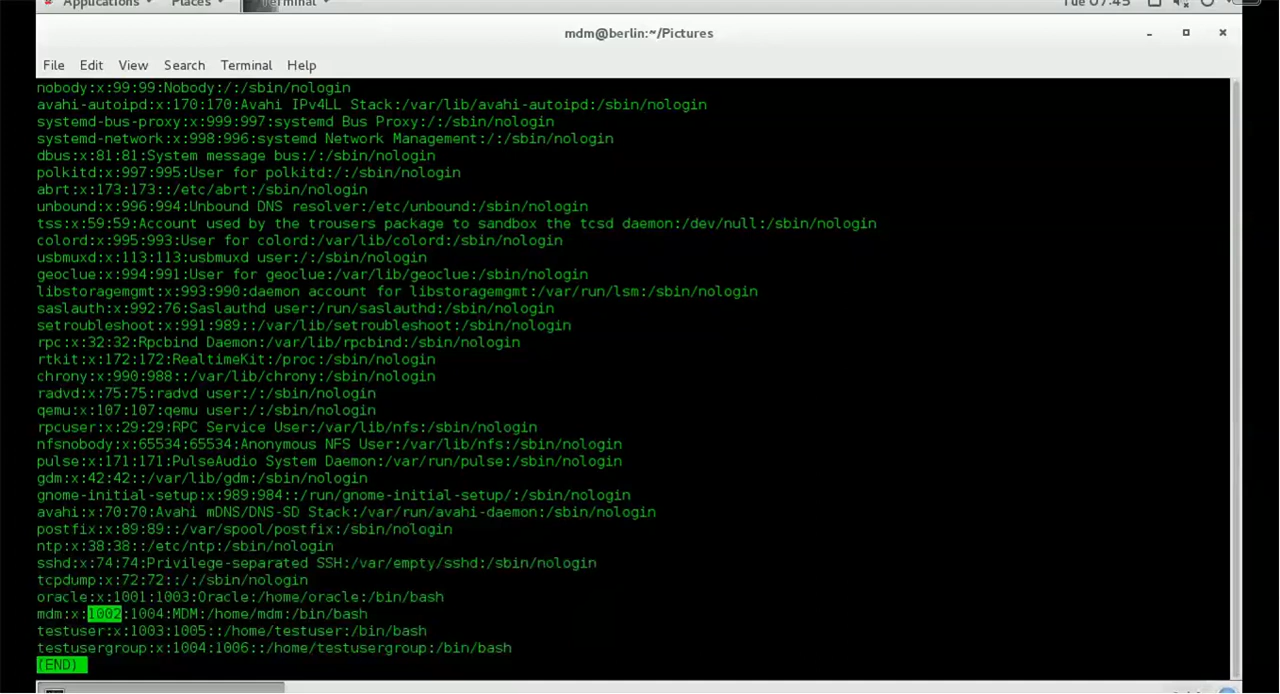 Applications Places Terminal Tue 07:45
mdm@berlin:~/Pictures
File Edit View Search Terminal Help
nobody:x:99:99:Nobody:/:/sbin/nologin
avahi-autoipd:x:170:170:Avahi IPv4LL Stack:/var/lib/avahi-autoipd:/sbin/nologin
systemd-bus-proxy:x:999:997:systemd Bus Proxy:/:/sbin/nologin
systemd-network:x:998:996:systemd Network Management:/:/sbin/nologin
dbus:x:81:81:System message bus:/:/sbin/nologin
polkitd:x:997:995:User for polkitd:/:/sbin/nologin
abrt:x:173:173::/etc/abrt:/sbin/nologin
unbound:x:996:994:Unbound DNS resolver:/etc/unbound:/sbin/nologin
tss:x:59:59:Account used by the trousers package to sandbox the tcsd daemon:/dev/null:/sbin/nologin
colord:x:995:993:User for colord:/var/lib/colord:/sbin/nologin
usbmuxd:x:113:113:usbmuxd user:/:/sbin/nologin
geoclue:x:994:991:User for geoclue:/var/lib/geoclue:/sbin/nologin
libstoragemgmt:x:993:990:daemon account for libstoragemgmt:/var/run/lsm:/sbin/nologin
saslauth:x:992:76:Saslauthd user:/run/saslauthd:/sbin/nologin
setroubleshoot:x:991:989::/var/lib/setroubleshoot:/sbin/nologin
rpc:x:32:32:Rpcbind Daemon:/var/lib/rpcbind:/sbin/nologin
rtkit:x:172:172:RealtimeKit:/proc:/sbin/nologin
chrony:x:990:988::/var/lib/chrony:/sbin/nologin
radvd:x:75:75:radvd user:/:/sbin/nologin
qemu:x:107:107:qemu user:/:/sbin/nologin
rpcuser:x:29:29:RPC Service User:/var/lib/nfs:/sbin/nologin
nfsnobody:x:65534:65534:Anonymous NFS User:/var/lib/nfs:/sbin/nologin
pulse:x:171:171:PulseAudio System Daemon:/var/run/pulse:/sbin/nologin
gdm:x:42:42::/var/lib/gdm:/sbin/nologin
gnome-initial-setup:x:989:984::/run/gnome-initial-setup/:/sbin/nologin
avahi:x:70:70:Avahi mDNS/DNS-SD Stack:/var/run/avahi-daemon:/sbin/nologin
postfix:x:89:89::/var/spool/postfix:/sbin/nologin
ntp:x:38:38::/etc/ntp:/sbin/nologin
sshd:x:74:74:Privilege-separated SSH:/var/empty/sshd:/sbin/nologin
tcpdump:x:72:72::/:/sbin/nologin
oracle:x:1001:1003:Oracle:/home/oracle:/bin/bash
mdm:x:1002:1004:MDM:/home/mdm:/bin/bash
testuser:x:1003:1005::/home/testuser:/bin/bash
testusergroup:x:1004:1006::/home/testusergroup:/bin/bash
(END)